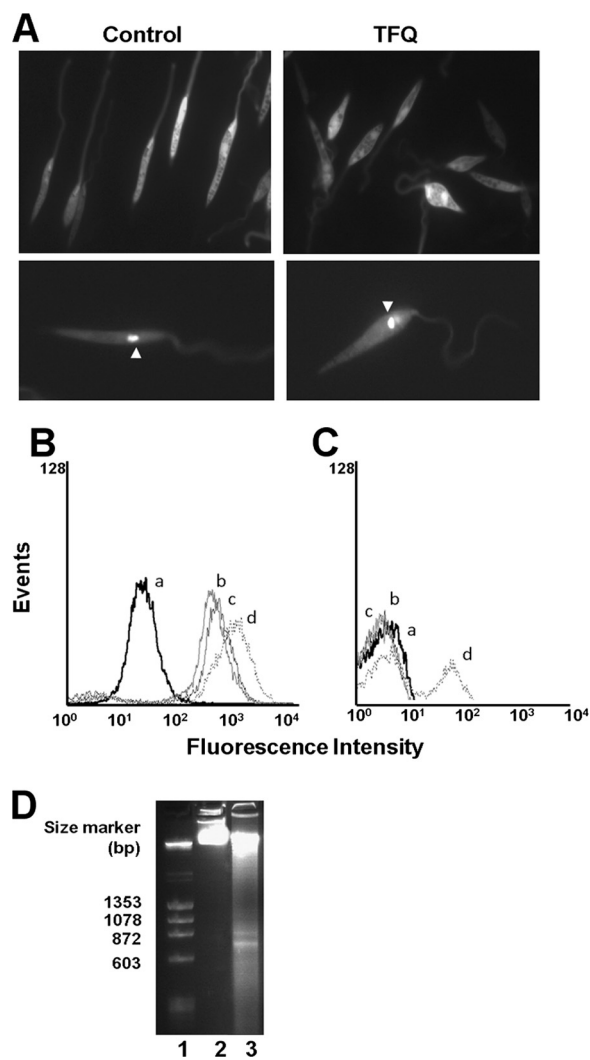 A
Control
TFQ
B
C
128
128
a
b
c
d
c
b
a
d
Events
10⁰ 10¹ 10² 10³ 10⁴
10⁰ 10¹ 10² 10³ 10⁴
Fluorescence Intensity
D
Size marker
(bp)
1353
1078
872
603
1 2 3